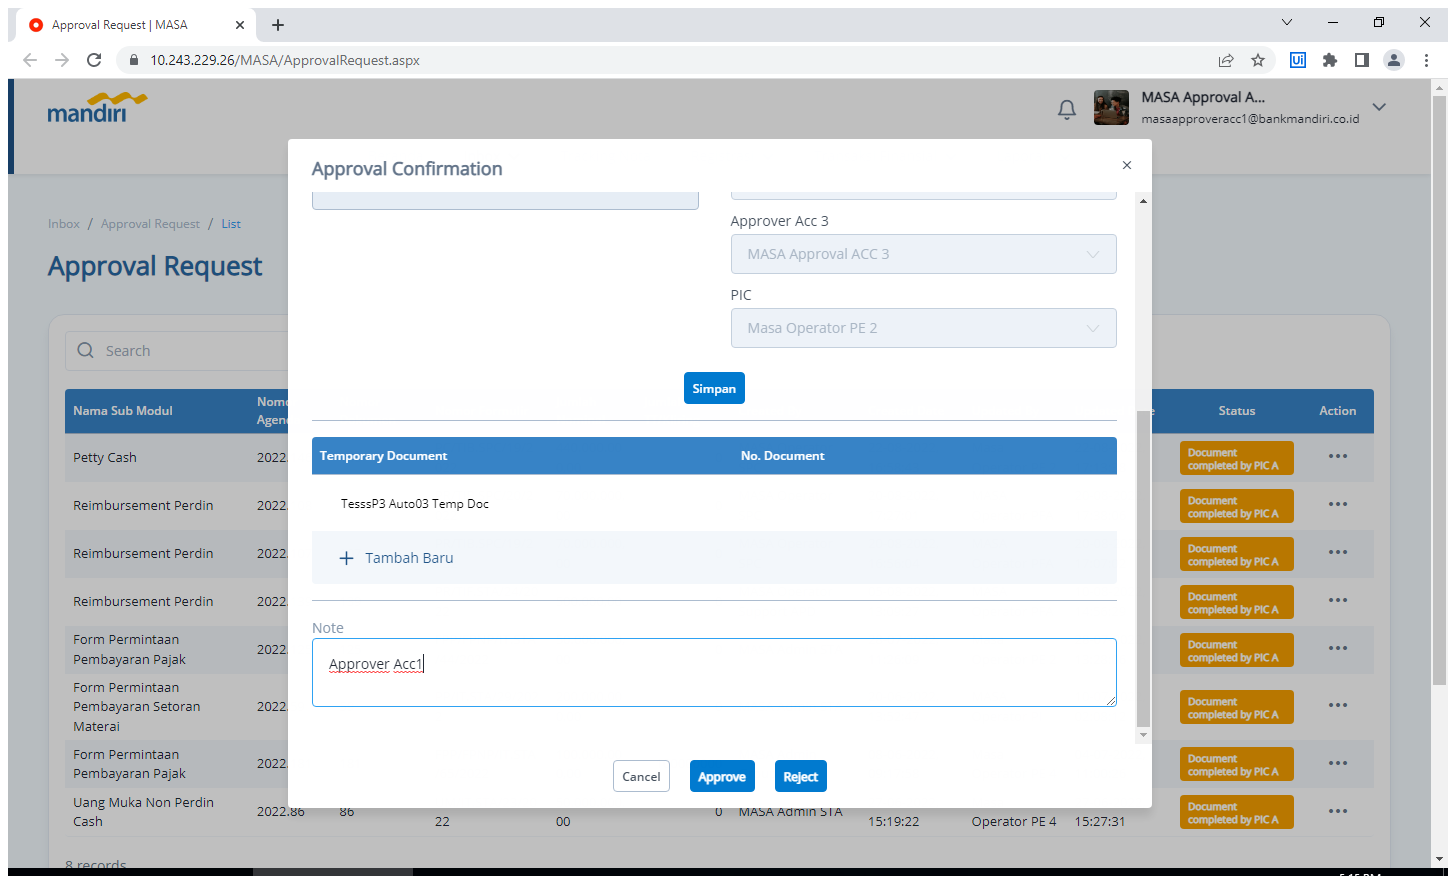 Approval Request | MASA
10.243.229.26/MASA/ApprovalRequest.aspx
Ui
mandiri
MASA Approval A...
masaapproveracc1@bankmandiri.co.id
Inbox / Approval Request / List
Approval Request
Search
Approval Confirmation
Approver Acc 3
MASA Approval ACC 3
PIC
Masa Operator PE 2
Simpan
Temporary Document No. Document
TesssP3 Auto03 Temp Doc
Tambah Baru
Note
Approver Acc1
Cancel Approve Reject
Nama Sub Modul Status Action
Petty Cash 2022. Document completed by PIC A
Reimbursement Perdin 2022. Document completed by PIC A
Reimbursement Perdin 2022. Document completed by PIC A
Reimbursement Perdin 2022. Document completed by PIC A
Form Permintaan
Pembayaran Pajak 2022. Document completed by PIC A
Form Permintaan
Pembayaran Setoran
Materai 2022. Document completed by PIC A
Form Permintaan
Pembayaran Pajak 2022. Document completed by PIC A
Uang Muka Non Perdin
Cash 2022.86 86 22 00 0 MASA Admin STA 15:19:22 Operator PE 4 15:27:31 Document completed by PIC A
8 records
5:15 PM